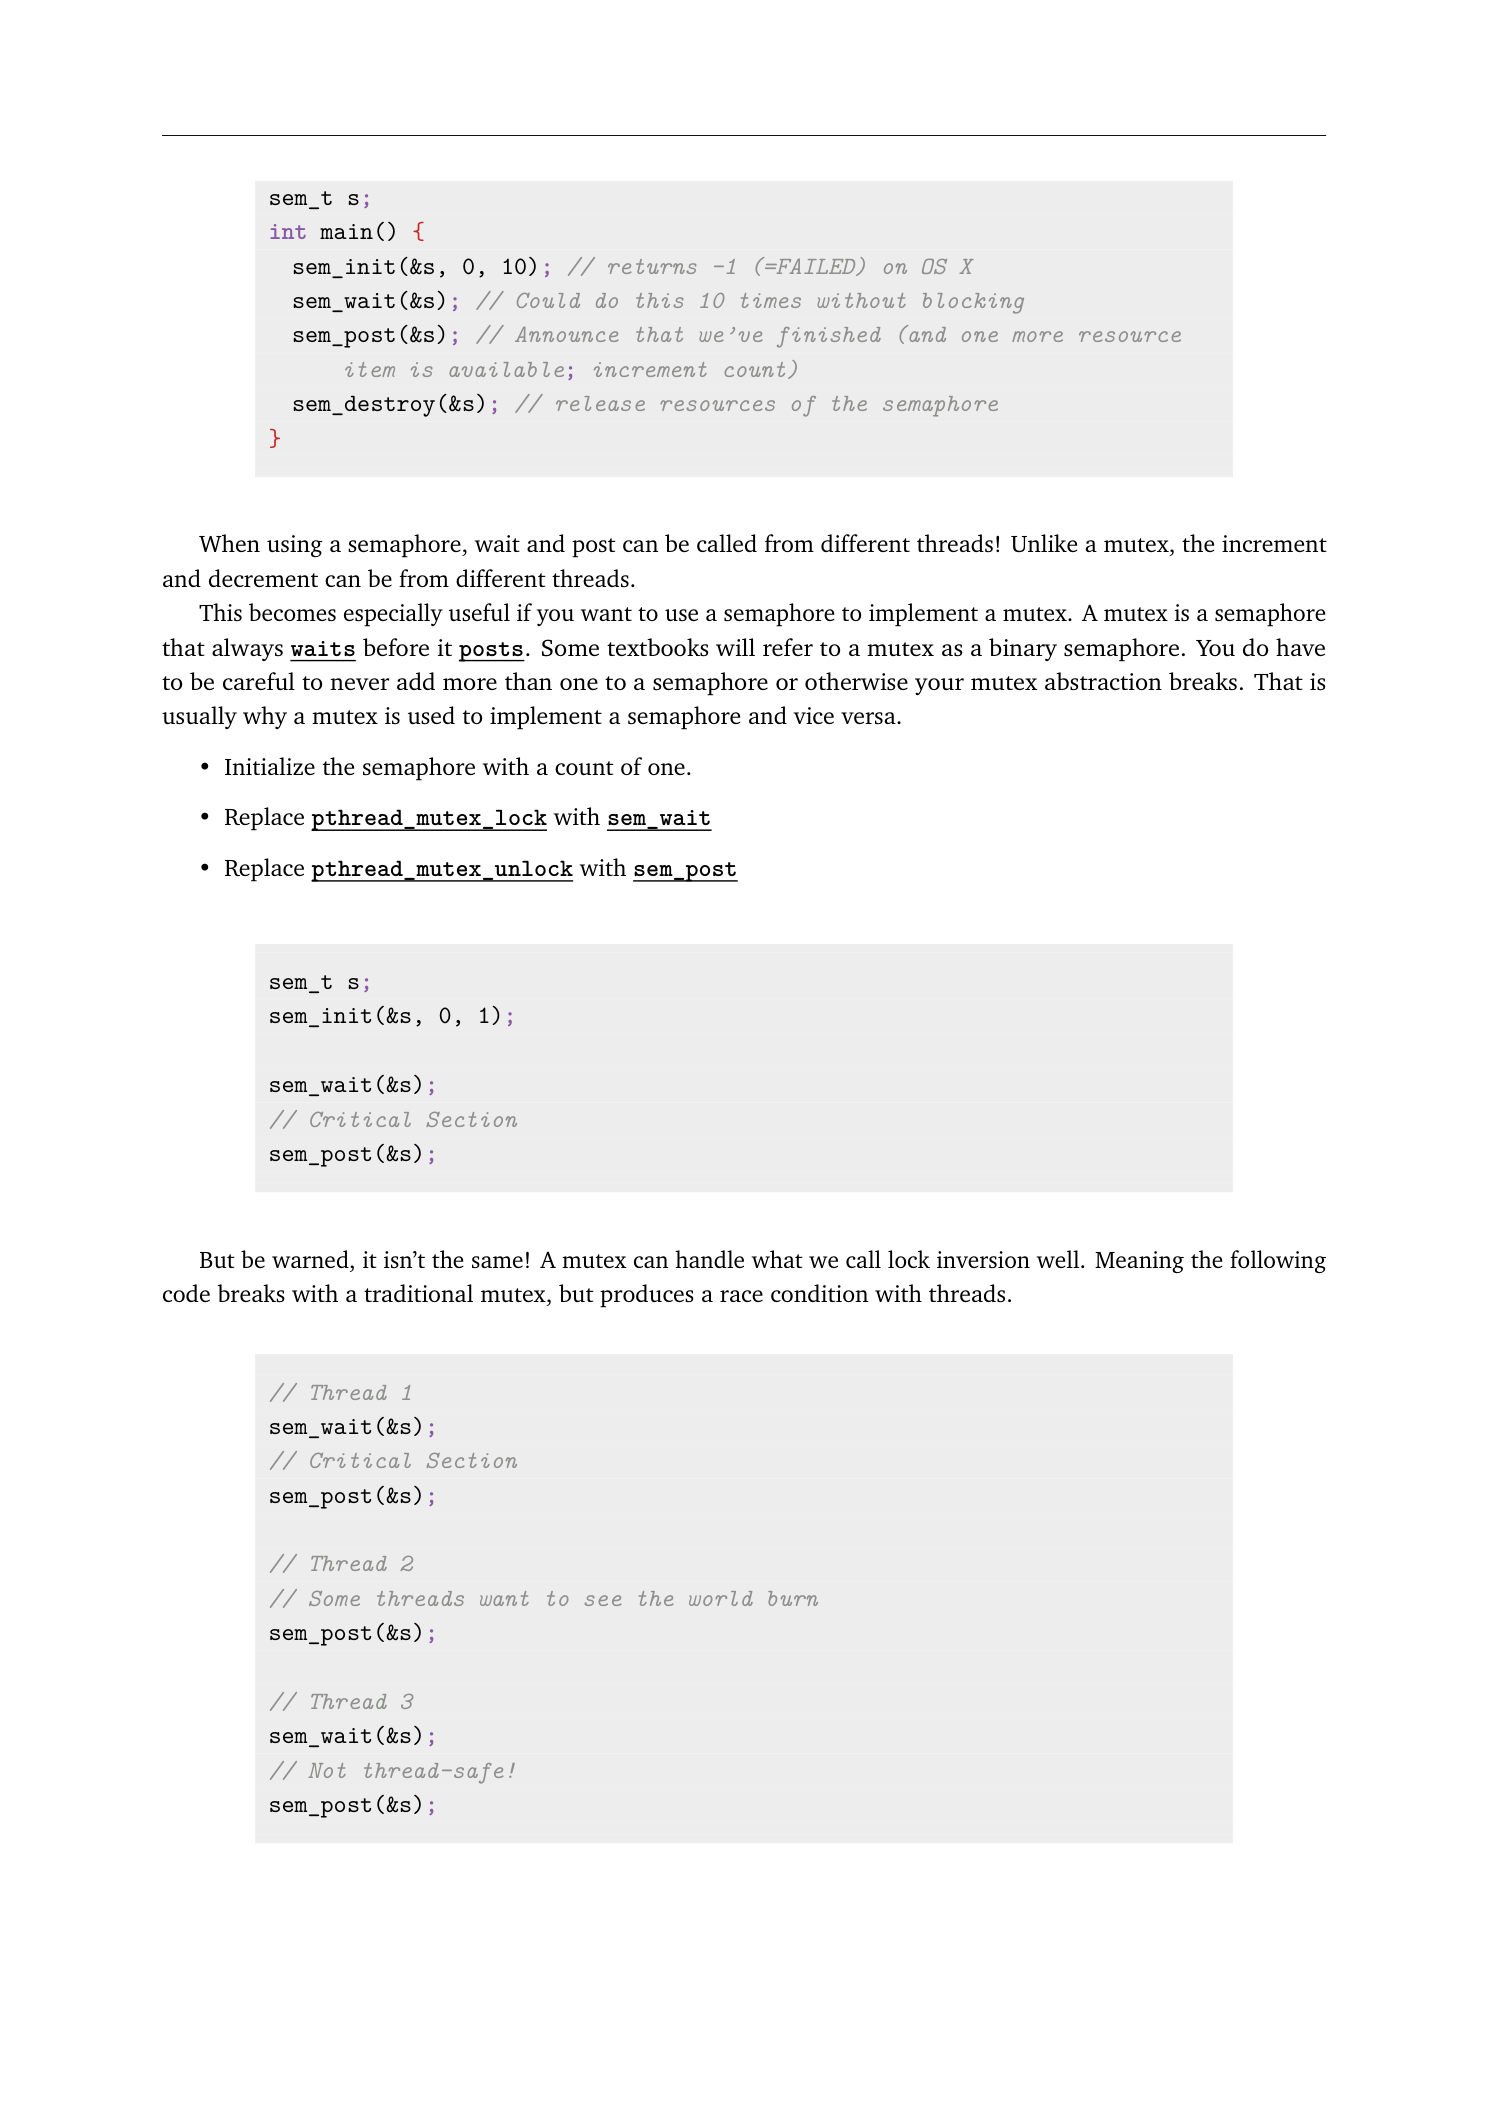 sem_t s;
int main() {
sem_init(&s, 0, 10); // returns -1 (=FAILED) on OS X
sem_wait(&s); // Could do this 10 times without blocking
sem_post(&s); // Announce that we’ve finished (and one more resource
item is available; increment count)
sem_destroy(&s); // release resources of the semaphore
}
When using a semaphore, wait and post can be called from different threads! Unlike a mutex, the increment
and decrement can be from different threads.
This becomes especially useful if you want to use a semaphore to implement a mutex. A mutex is a semaphore
that always waits before it posts. Some textbooks will refer to a mutex as a binary semaphore. You do have
to be careful to never add more than one to a semaphore or otherwise your mutex abstraction breaks. That is
usually why a mutex is used to implement a semaphore and vice versa.
• Initialize the semaphore with a count of one.
• Replace pthread_mutex_lock with sem_wait
• Replace pthread_mutex_unlock with sem_post
sem_t s;
sem_init(&s, 0, 1);
sem_wait(&s);
// Critical Section
sem_post(&s);
But be warned, it isn’t the same! A mutex can handle what we call lock inversion well. Meaning the following
code breaks with a traditional mutex, but produces a race condition with threads.
// Thread 1
sem_wait(&s);
// Critical Section
sem_post(&s);
// Thread 2
// Some threads want to see the world burn
sem_post(&s);
// Thread 3
sem_wait(&s);
// Not thread-safe!
sem_post(&s);